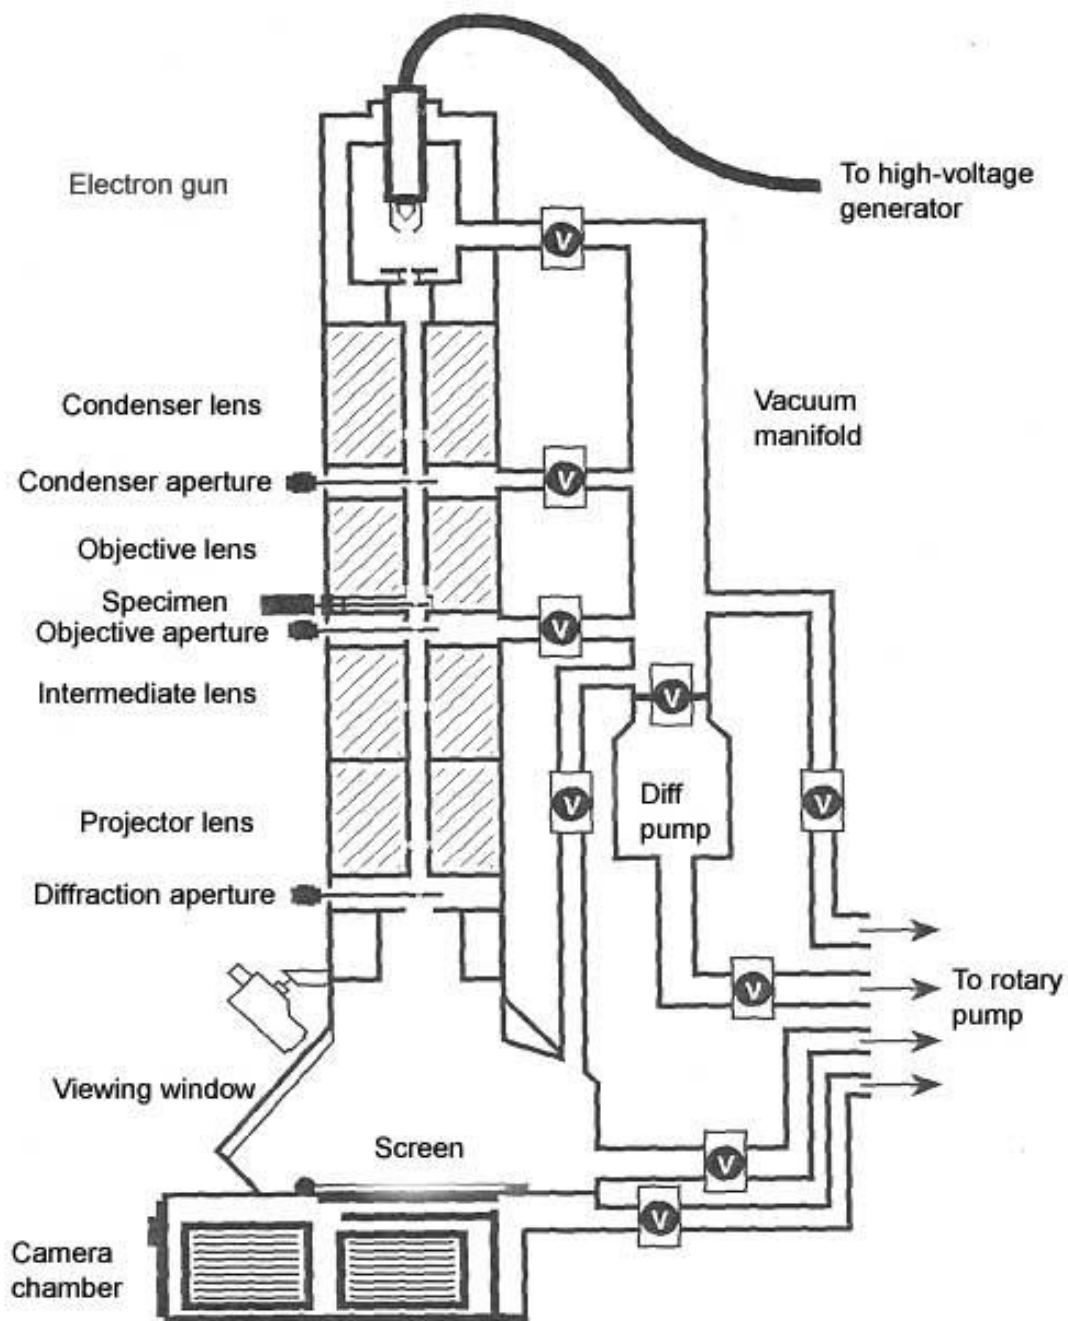 Electron gun
To high-voltage
generator
V
Condenser lens
Vacuum
manifold
Condenser aperture
V
Objective lens
Specimen
Objective aperture
V
Intermediate lens
V
Projector lens
Diff
pump
V
V
Diffraction aperture
To rotary
pump
V
Viewing window
Screen
V
V
Camera
chamber